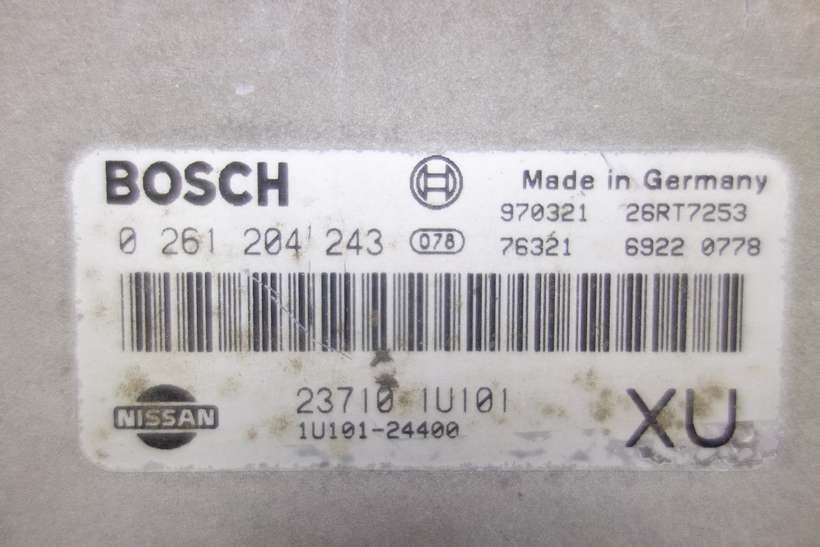 BOSCH
Made in Germany
970321 26RT7253
0 261 204 243 078 76321 6922 0778
NISSAN
23710 1U101
1U101-24400
XU